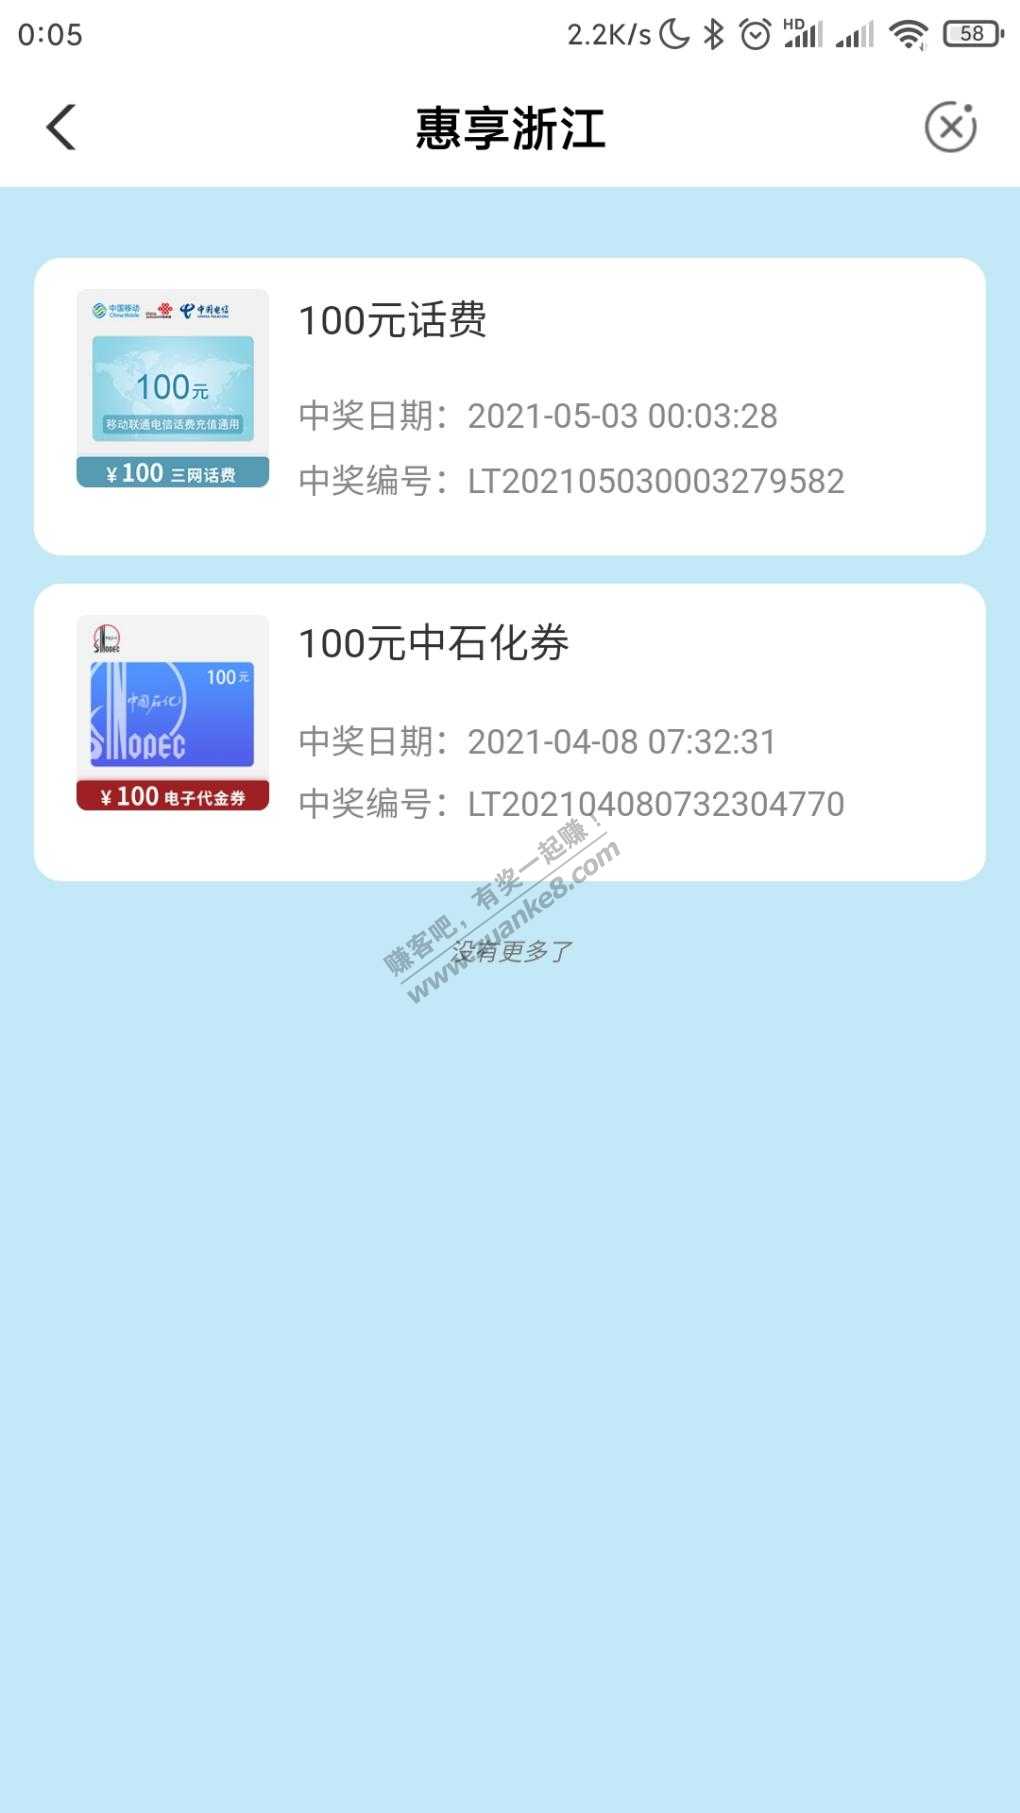 0:05 2.2K/s HD 58
惠享浙江
中国移动 China Mobile 中国电信
100元
移动联通电信话费充值通用
¥100 三网话费
100元话费
中奖日期：2021-05-03 00:03:28
中奖编号：LT202105030003279582
SINOPEC
100元
中国石化
SINOPEC
¥100 电子代金券
100元中石化券
中奖日期：2021-04-08 07:32:31
中奖编号：LT202104080732304770
赚客吧，有奖一起赚！
www.zuanke8.com
没有更多了